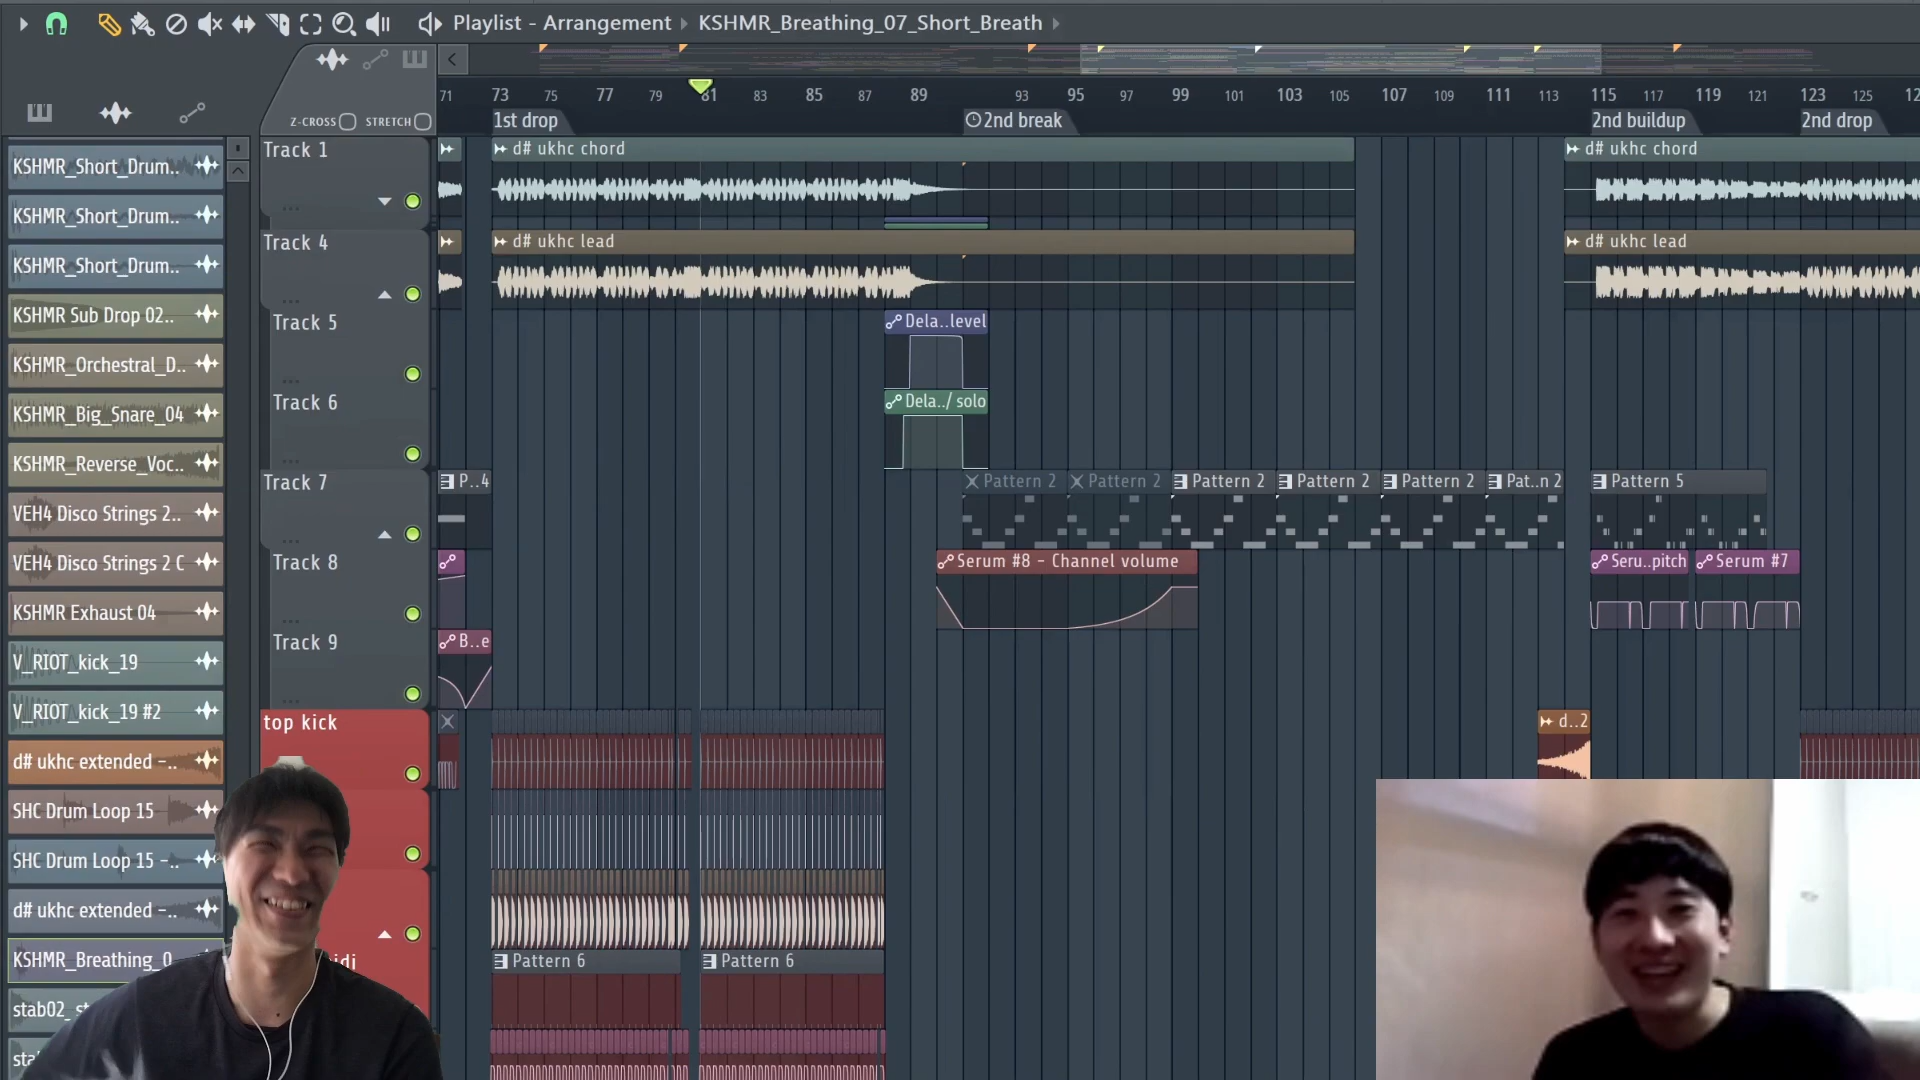 Playlist - Arrangement
KSHMR_Breathing_07_Short_Breath
Z-CROSS
STRETCH
71 73 75 77 79 81 83 85 87 89 93 95 97 99 101 103 105 107 109 111 113 115 117 119 121 123 125
1st drop
2nd break
2nd buildup
2nd drop
KSHMR_Short_Drum..
KSHMR_Short_Drum..
KSHMR_Short_Drum..
KSHMR Sub Drop 02..
KSHMR_Orchestral_D..
KSHMR_Big_Snare_04
KSHMR_Reverse_Voc..
VEH4 Disco Strings 2..
VEH4 Disco Strings 2 C
KSHMR Exhaust 04
V_RIOT_kick_19
V_RIOT_kick_19 #2
d# ukhc extended -..
SHC Drum Loop 15
SHC Drum Loop 15 -..
d# ukhc extended -..
KSHMR_Breathing_0
stab02_
Track 1
d# ukhc chord
d# ukhc chord
Track 4
d# ukhc lead
d# ukhc lead
Track 5
Dela..level
Track 6
Dela../ solo
Track 7
P..4
Pattern 2
Pattern 2
Pattern 2
Pattern 2
Pattern 2
Pat..n 2
Pattern 5
Track 8
Serum #8 - Channel volume
Seru..pitch
Serum #7
Track 9
B..e
top kick
d..2
Pattern 6
Pattern 6